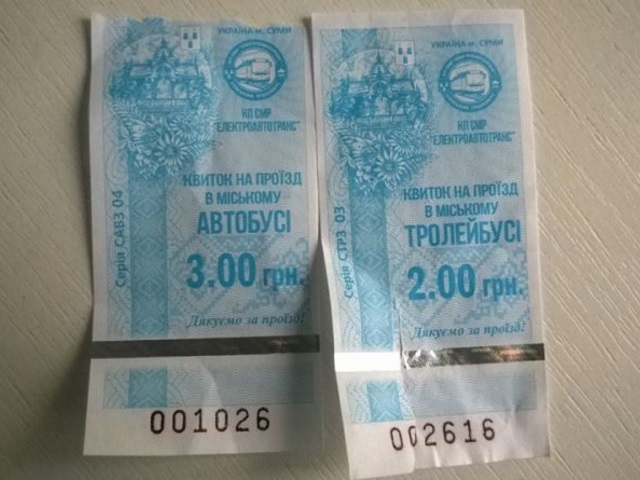 УКРАЇНА м. СУМИ
КП СМР
"ЕЛЕКТРОАВТОТРАНС"
КВИТОК НА ПРОЇЗД
В МІСЬКОМУ
АВТОБУСІ
3.00 грн.
Дякуємо за проїзд!
Серія САВЗ 04
001026
УКРАЇНА м. СУМИ
КП СМР
"ЕЛЕКТРОАВТОТРАНС"
КВИТОК НА ПРОЇЗД
В МІСЬКОМУ
ТРОЛЕЙБУСІ
2.00 грн.
Дякуємо за проїзд!
Серія СТРЗ 03
002616